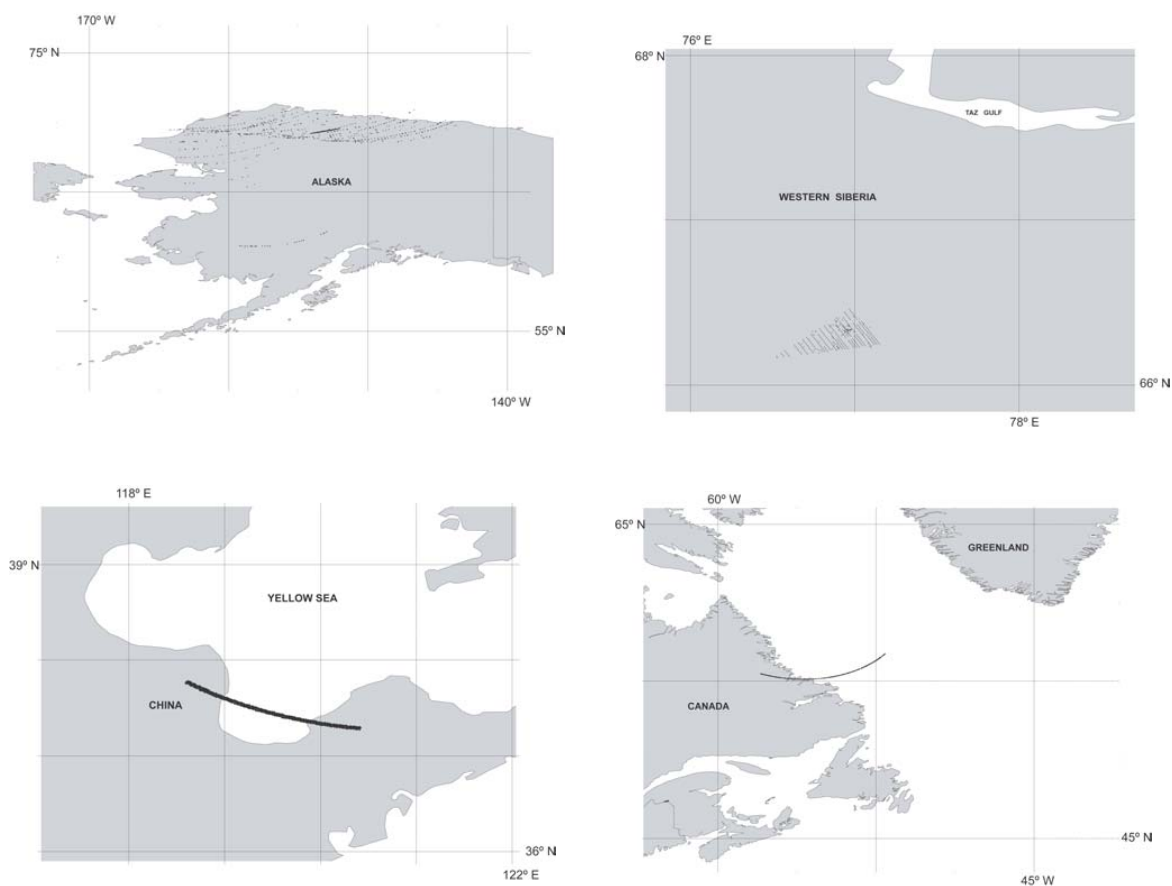 170º W
75º N
ALASKA
55º N
140º W
76º E
68º N
TAZ GULF
WESTERN SIBERIA
66º N
78º E
118º E
39º N
YELLOW SEA
CHINA
36º N
122º E
60º W
65º N
GREENLAND
CANADA
45º N
45º W